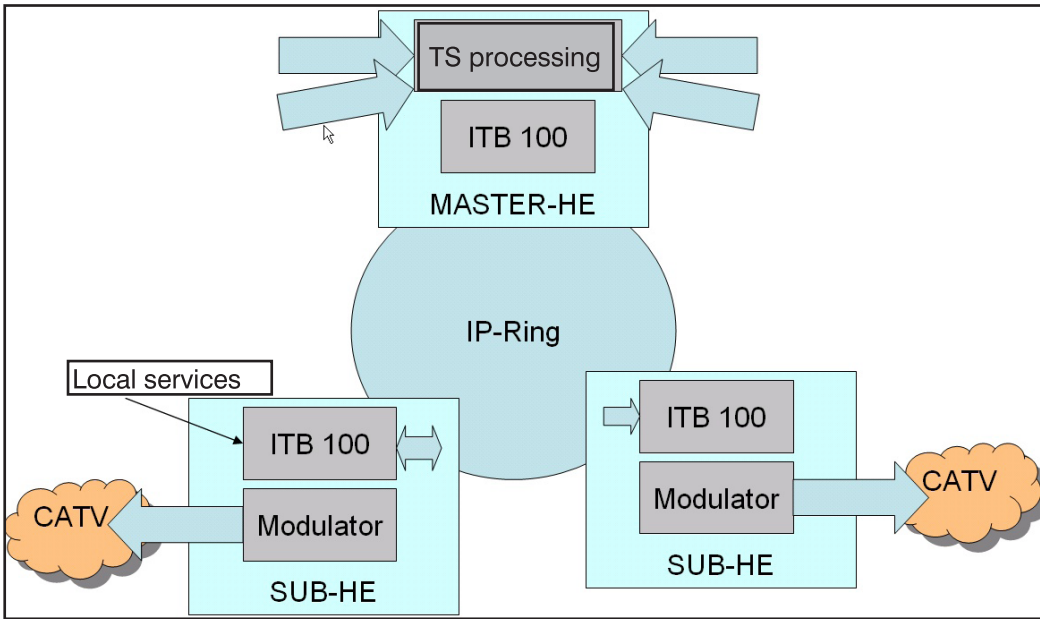 TS processing
ITB 100
MASTER-HE
IP-Ring
Local services
ITB 100
Modulator
CATV
SUB-HE
ITB 100
Modulator
CATV
SUB-HE